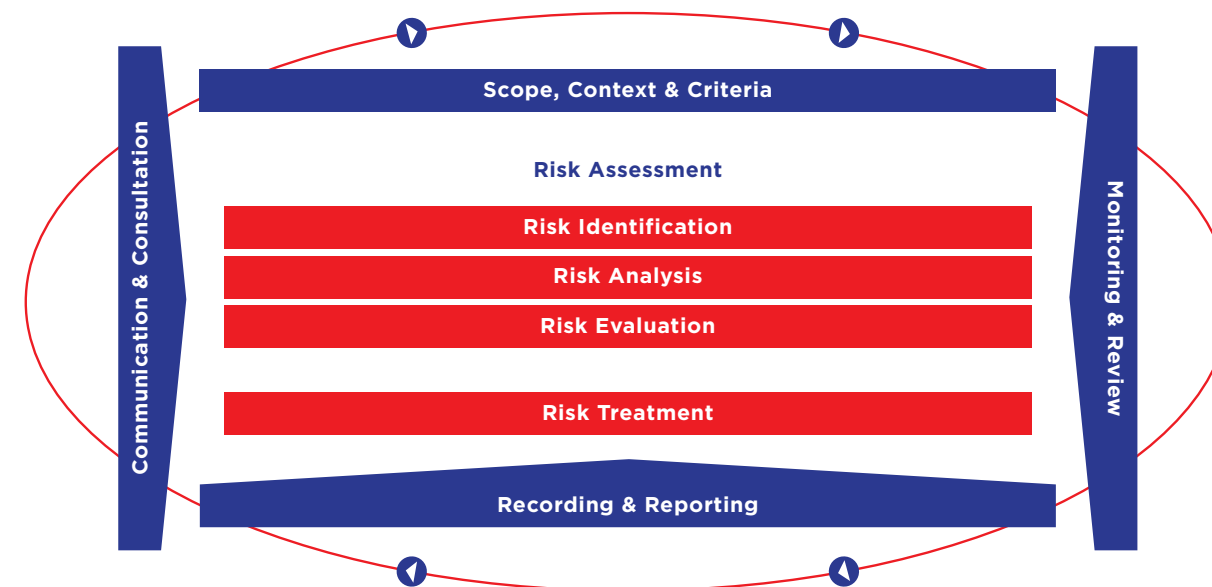 Scope, Context & Criteria
Communication & Consultation
Risk Assessment
Risk Identification
Risk Analysis
Risk Evaluation
Risk Treatment
Monitoring & Review
Recording & Reporting